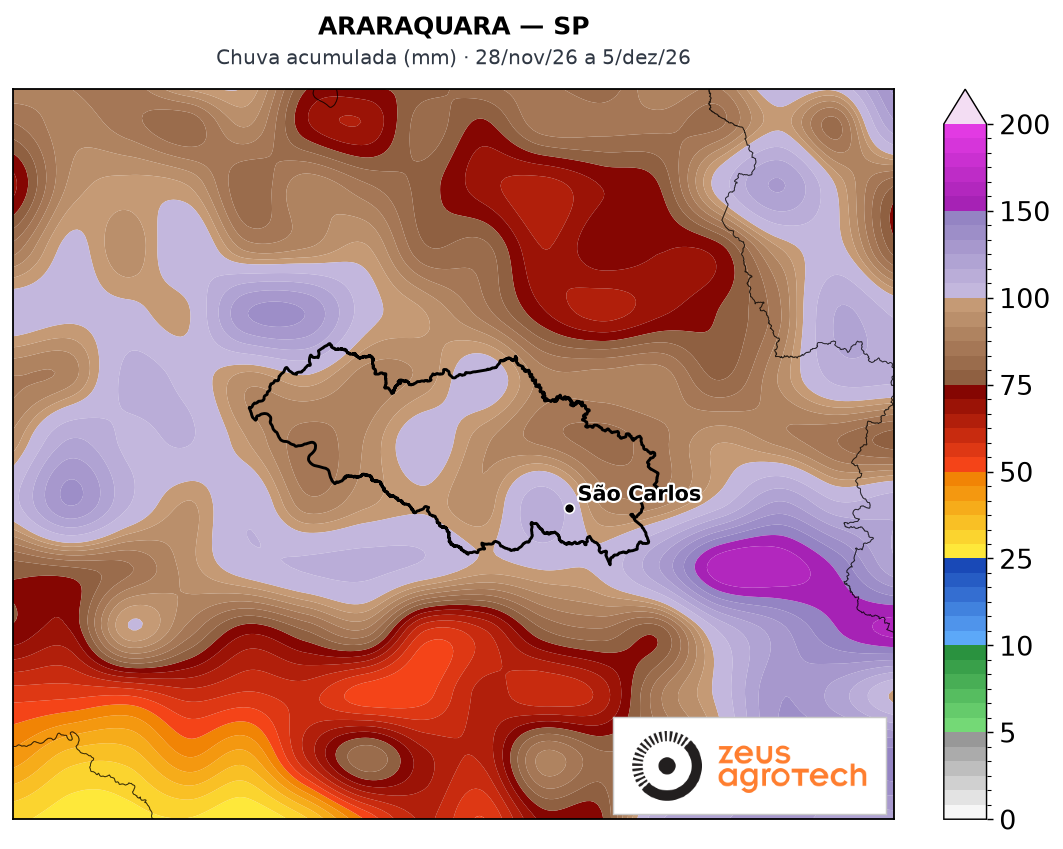 ARARAQUARA — SP
Chuva acumulada (mm) · 28/nov/26 a 5/dez/26
200
150
100
75
50
25
10
5
0
São Carlos
zeus
agrotech